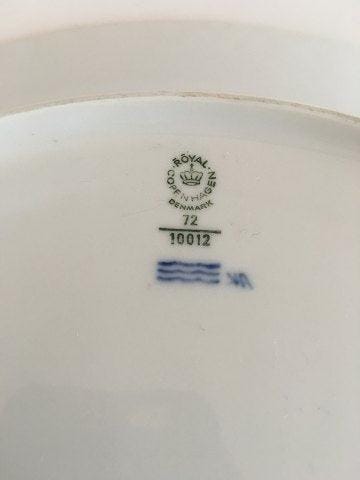 ROYAL
COPENHAGEN
DENMARK
72
10012